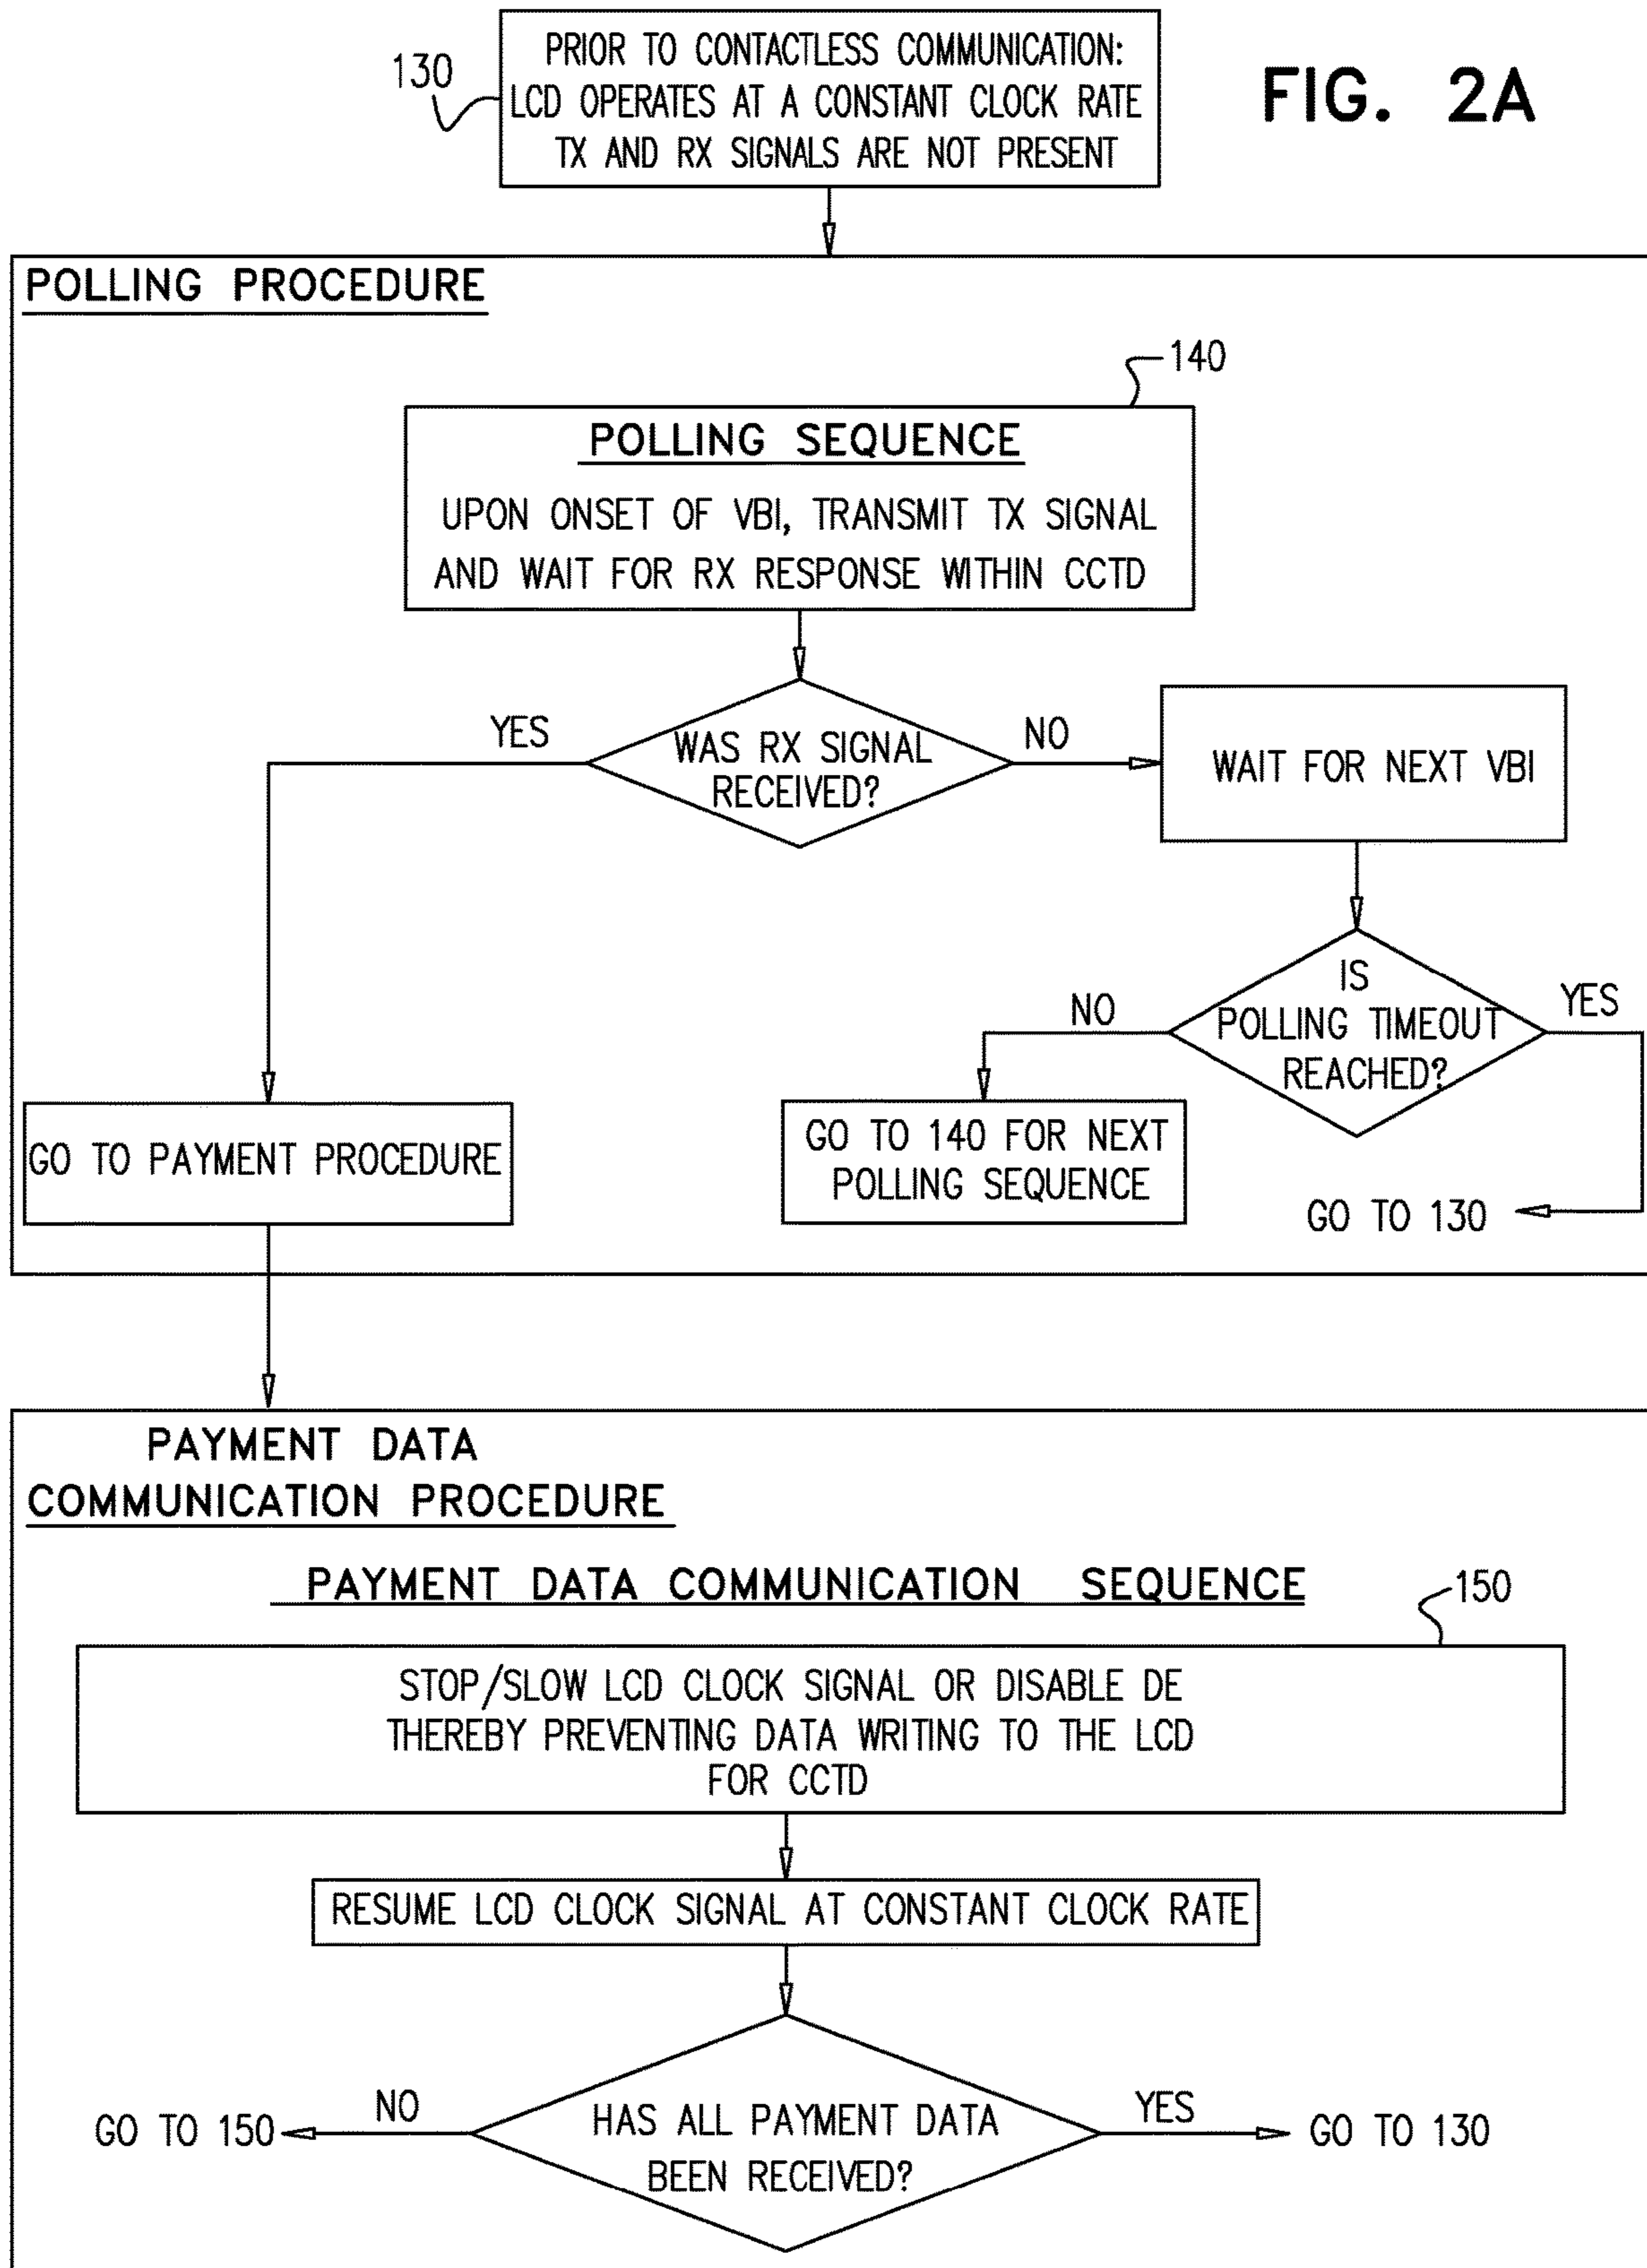 FIG. 2A
130
PRIOR TO CONTACTLESS COMMUNICATION:
LCD OPERATES AT A CONSTANT CLOCK RATE
TX AND RX SIGNALS ARE NOT PRESENT
POLLING PROCEDURE
140
POLLING SEQUENCE
UPON ONSET OF VBI, TRANSMIT TX SIGNAL
AND WAIT FOR RX RESPONSE WITHIN CCTD
YES
WAS RX SIGNAL
RECEIVED?
NO
WAIT FOR NEXT VBI
IS
POLLING TIMEOUT
REACHED?
NO
YES
GO TO PAYMENT PROCEDURE
GO TO 140 FOR NEXT
POLLING SEQUENCE
GO TO 130
PAYMENT DATA
COMMUNICATION PROCEDURE
PAYMENT DATA COMMUNICATION SEQUENCE
150
STOP/SLOW LCD CLOCK SIGNAL OR DISABLE DE
THEREBY PREVENTING DATA WRITING TO THE LCD
FOR CCTD
RESUME LCD CLOCK SIGNAL AT CONSTANT CLOCK RATE
HAS ALL PAYMENT DATA
BEEN RECEIVED?
NO
GO TO 150
YES
GO TO 130